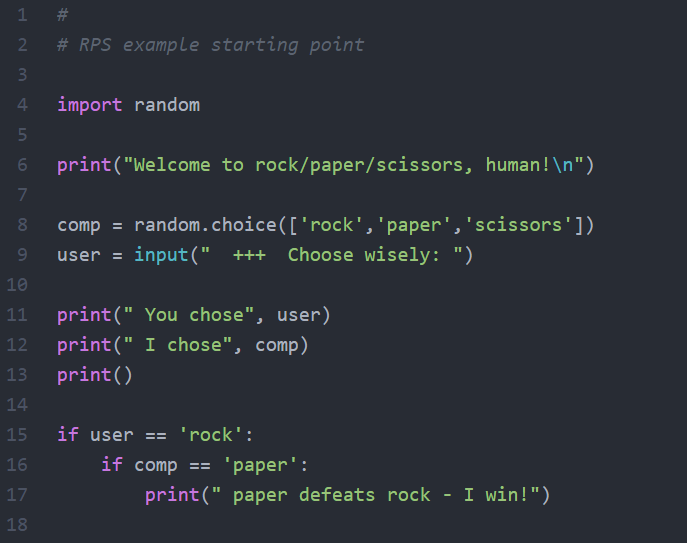 1 #
2 # RPS example starting point
3
4 import random
5
6 print("Welcome to rock/paper/scissors, human!\n")
7
8 comp = random.choice(['rock','paper','scissors'])
9 user = input("  +++  Choose wisely: ")
10
11 print(" You chose", user)
12 print(" I chose", comp)
13 print()
14
15 if user == 'rock':
16     if comp == 'paper':
17         print(" paper defeats rock - I win!")
18